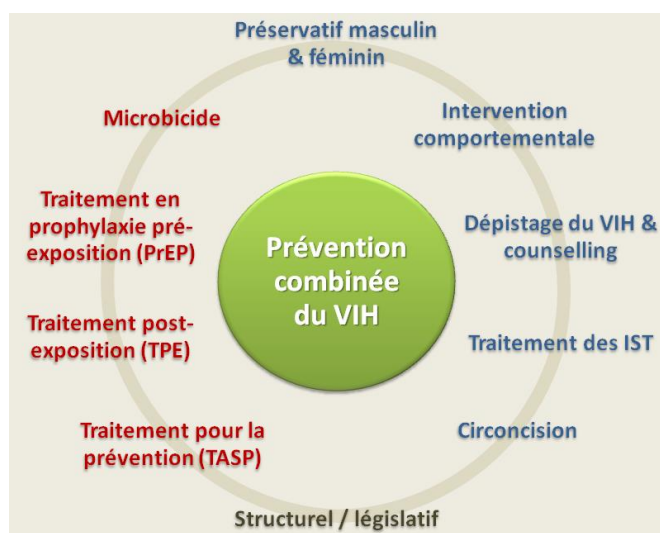 Préservatif masculin
& féminin
Intervention
comportementale
Dépistage du VIH &
counselling
Traitement des IST
Circoncision
Structurel / législatif
Traitement pour la
prévention (TASP)
Traitement post-
exposition (TPE)
Traitement en
prophylaxie pré-
exposition (PrEP)
Microbicide
Prévention
combinée
du VIH